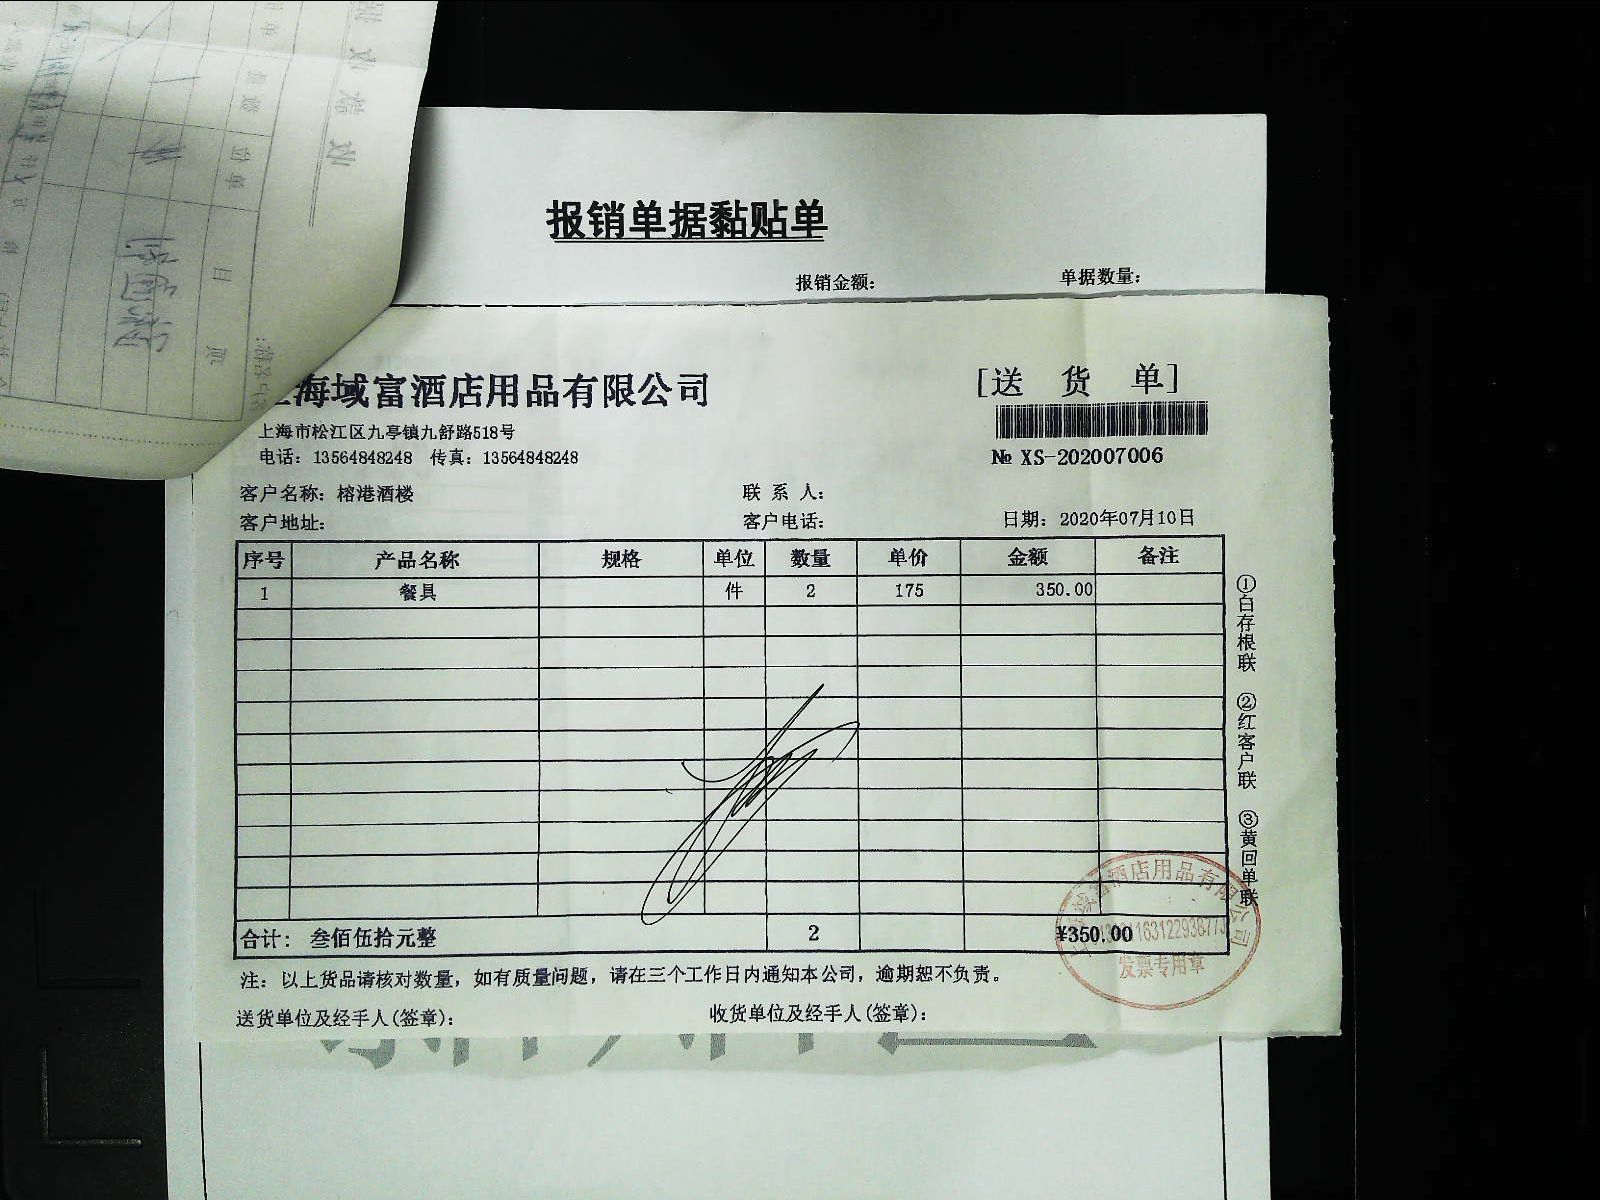 报销单据黏贴单
报销金额： 单据数量：
海域富酒店用品有限公司
[送 货 单]
上海市松江区九亭镇九舒路518号
电话：13564848248 传真：13564848248
№ XS-202007006
客户名称：榕港酒楼 联 系 人：
客户地址： 客户电话： 日期：2020年07月10日
序号 产品名称 规格 单位 数量 单价 金额 备注
1 餐具 件 2 175 350.00
合计：叁佰伍拾元整 2 ¥350.00
注：以上货品请核对数量，如有质量问题，请在三个工作日内通知本公司，逾期恕不负责。
送货单位及经手人(签章)： 收货单位及经手人(签章)：
①白存根联 ②红客户联 ③黄回单联
富酒店用品有限公司
发票专用章